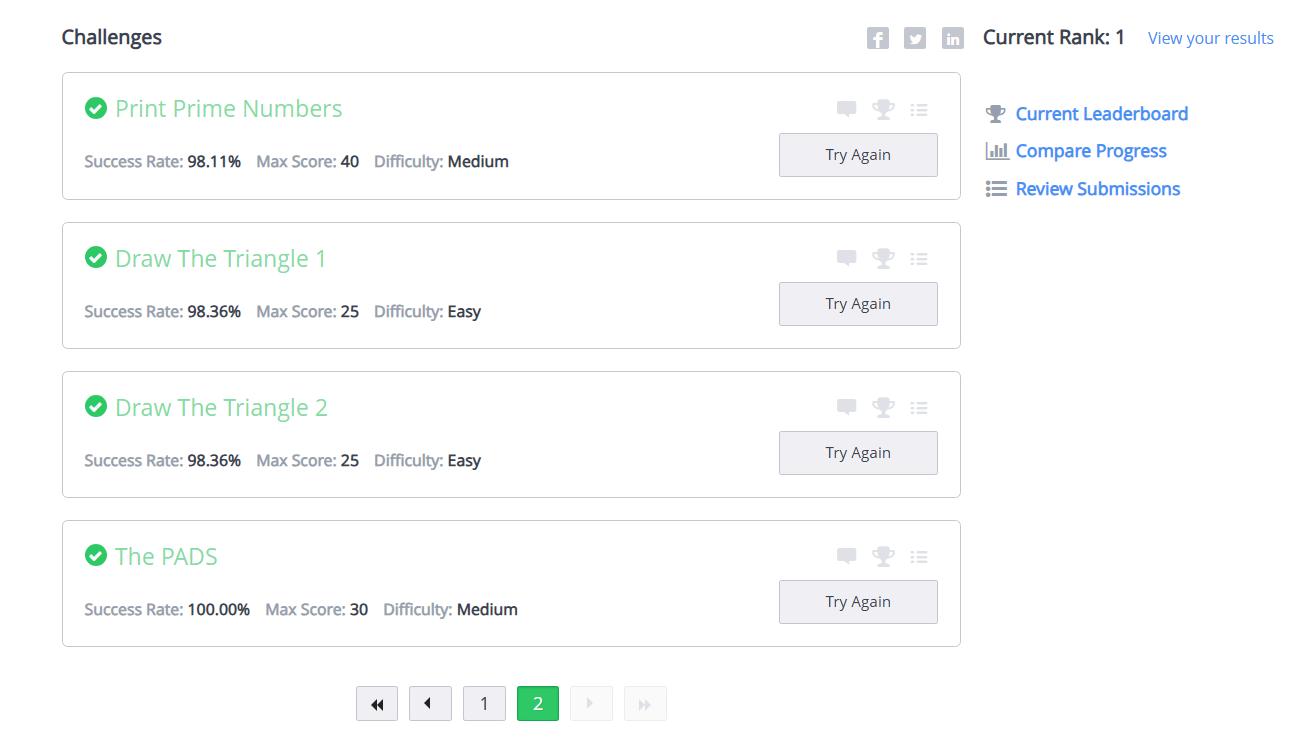 Challenges
Current Rank: 1 View your results
Print Prime Numbers
Success Rate: 98.11% Max Score: 40 Difficulty: Medium
Try Again
Draw The Triangle 1
Success Rate: 98.36% Max Score: 25 Difficulty: Easy
Try Again
Draw The Triangle 2
Success Rate: 98.36% Max Score: 25 Difficulty: Easy
Try Again
The PADS
Success Rate: 100.00% Max Score: 30 Difficulty: Medium
Try Again
1 2
Current Leaderboard
Compare Progress
Review Submissions